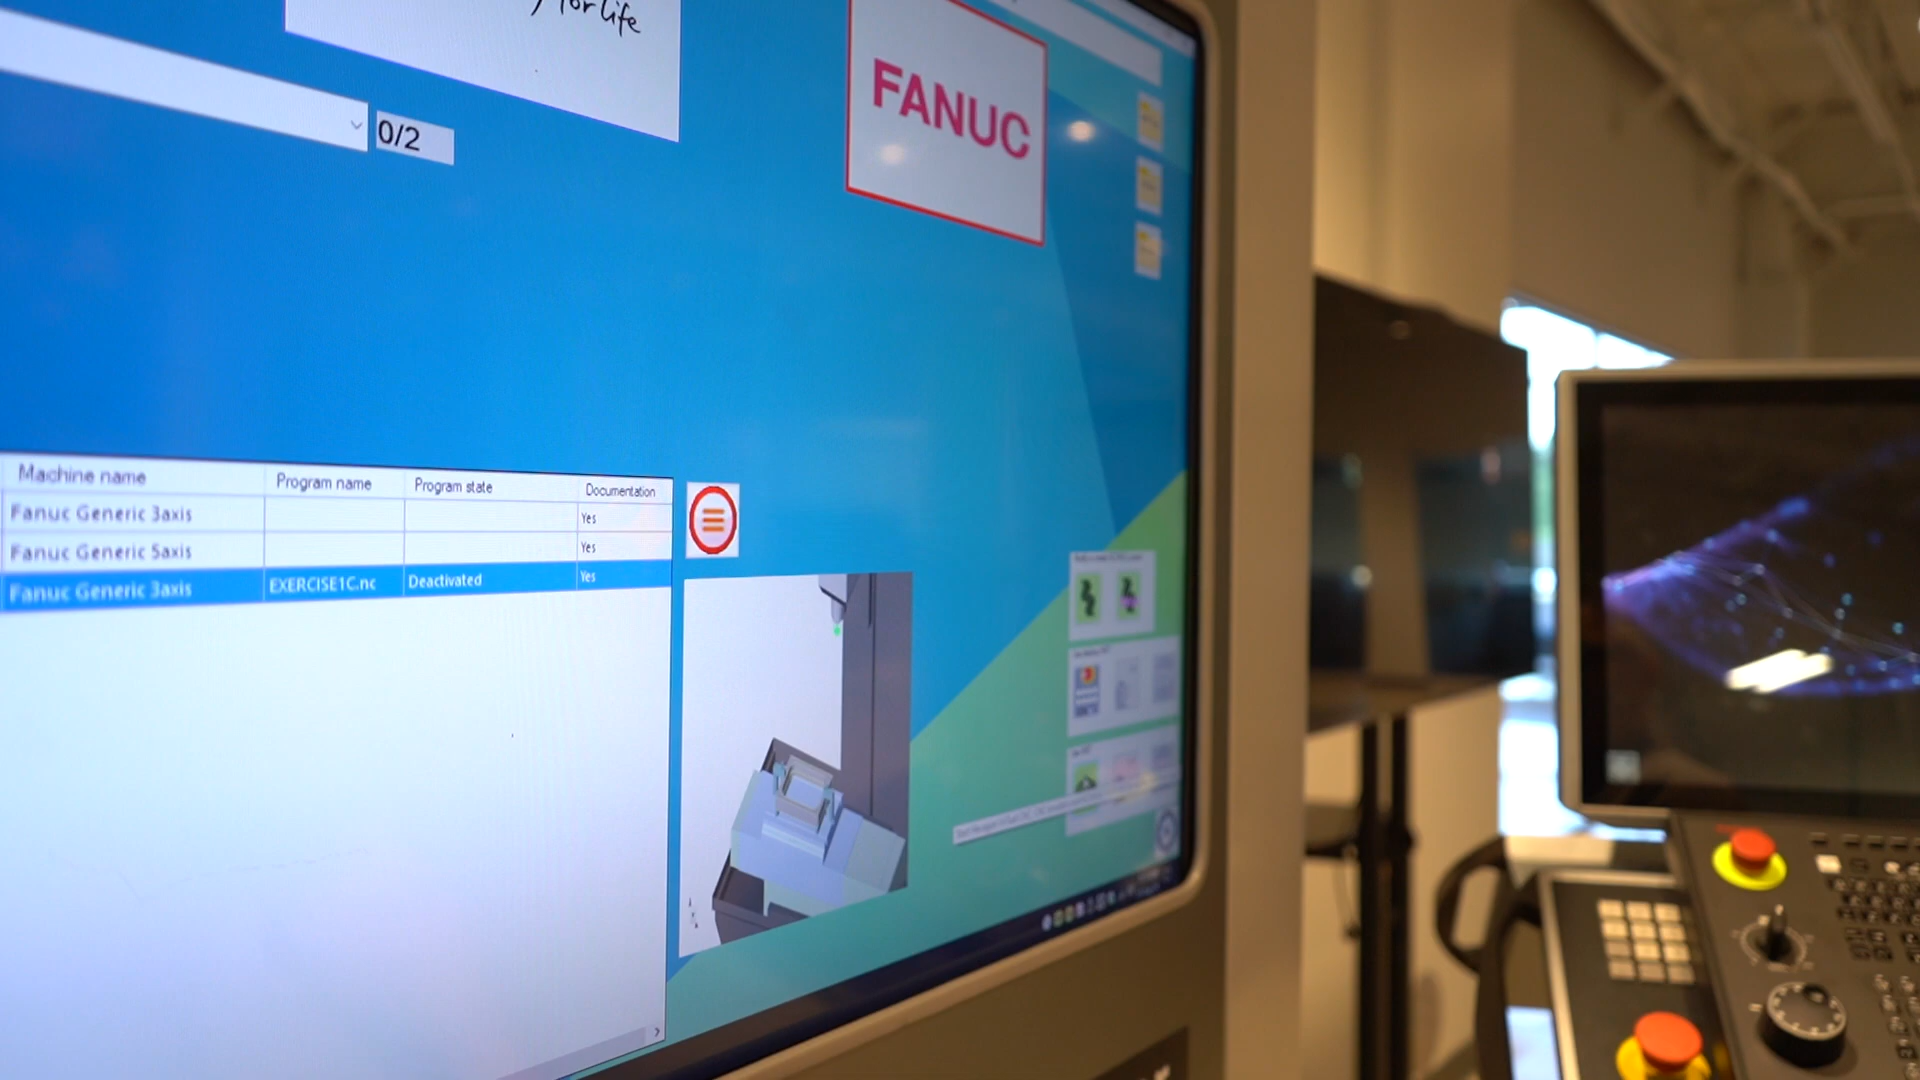 for life
FANUC
0/2
Machine name Program name Program state Documentation
Fanuc Generic 3axis Yes
Fanuc Generic 5axis Yes
Fanuc Generic 3axis EXERCISE1C.nc Deactivated Yes